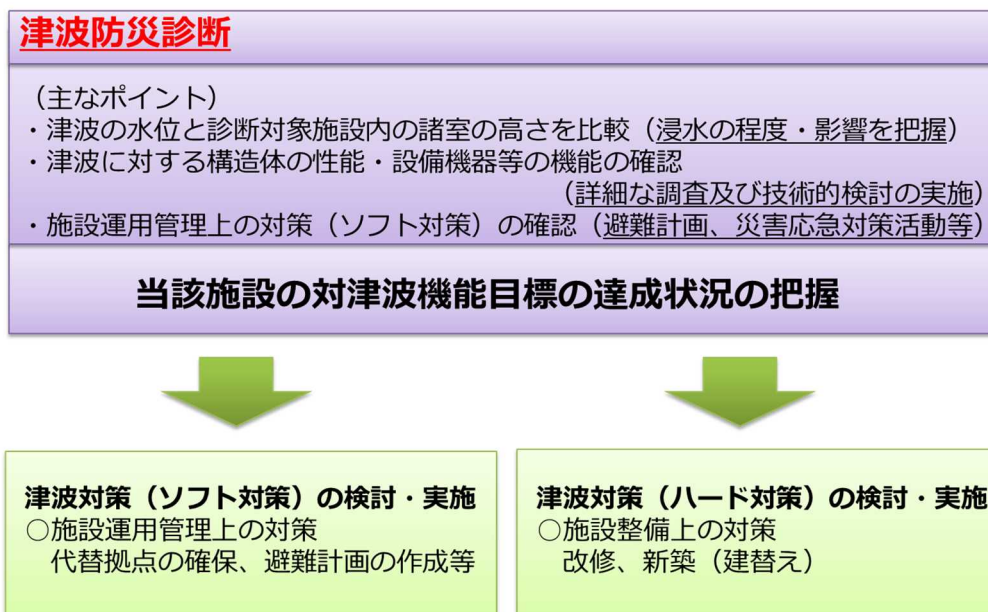 津波防災診断
（主なポイント）
・津波の水位と診断対象施設内の諸室の高さを比較（浸水の程度・影響を把握）
・津波に対する構造体の性能・設備機器等の機能の確認
（詳細な調査及び技術的検討の実施）
・施設運用管理上の対策（ソフト対策）の確認（避難計画、災害応急対策活動等）
当該施設の対津波機能目標の達成状況の把握
津波対策（ソフト対策）の検討・実施
○施設運用管理上の対策
代替拠点の確保、避難計画の作成等
津波対策（ハード対策）の検討・実施
○施設整備上の対策
改修、新築（建替え）